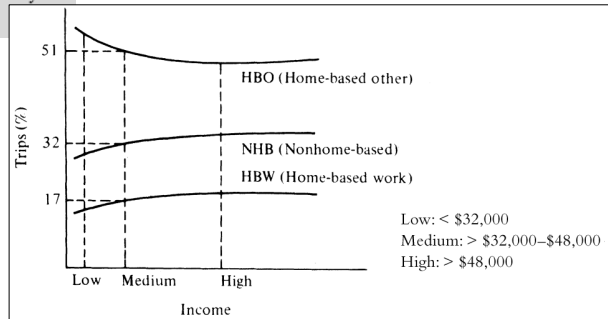 51
HBO (Home-based other)
Trips (%)
32
NHB (Nonhome-based)
HBW (Home-based work)
17
Low: < $32,000
Medium: > $32,000–$48,000
High: > $48,000
Low Medium High
Income